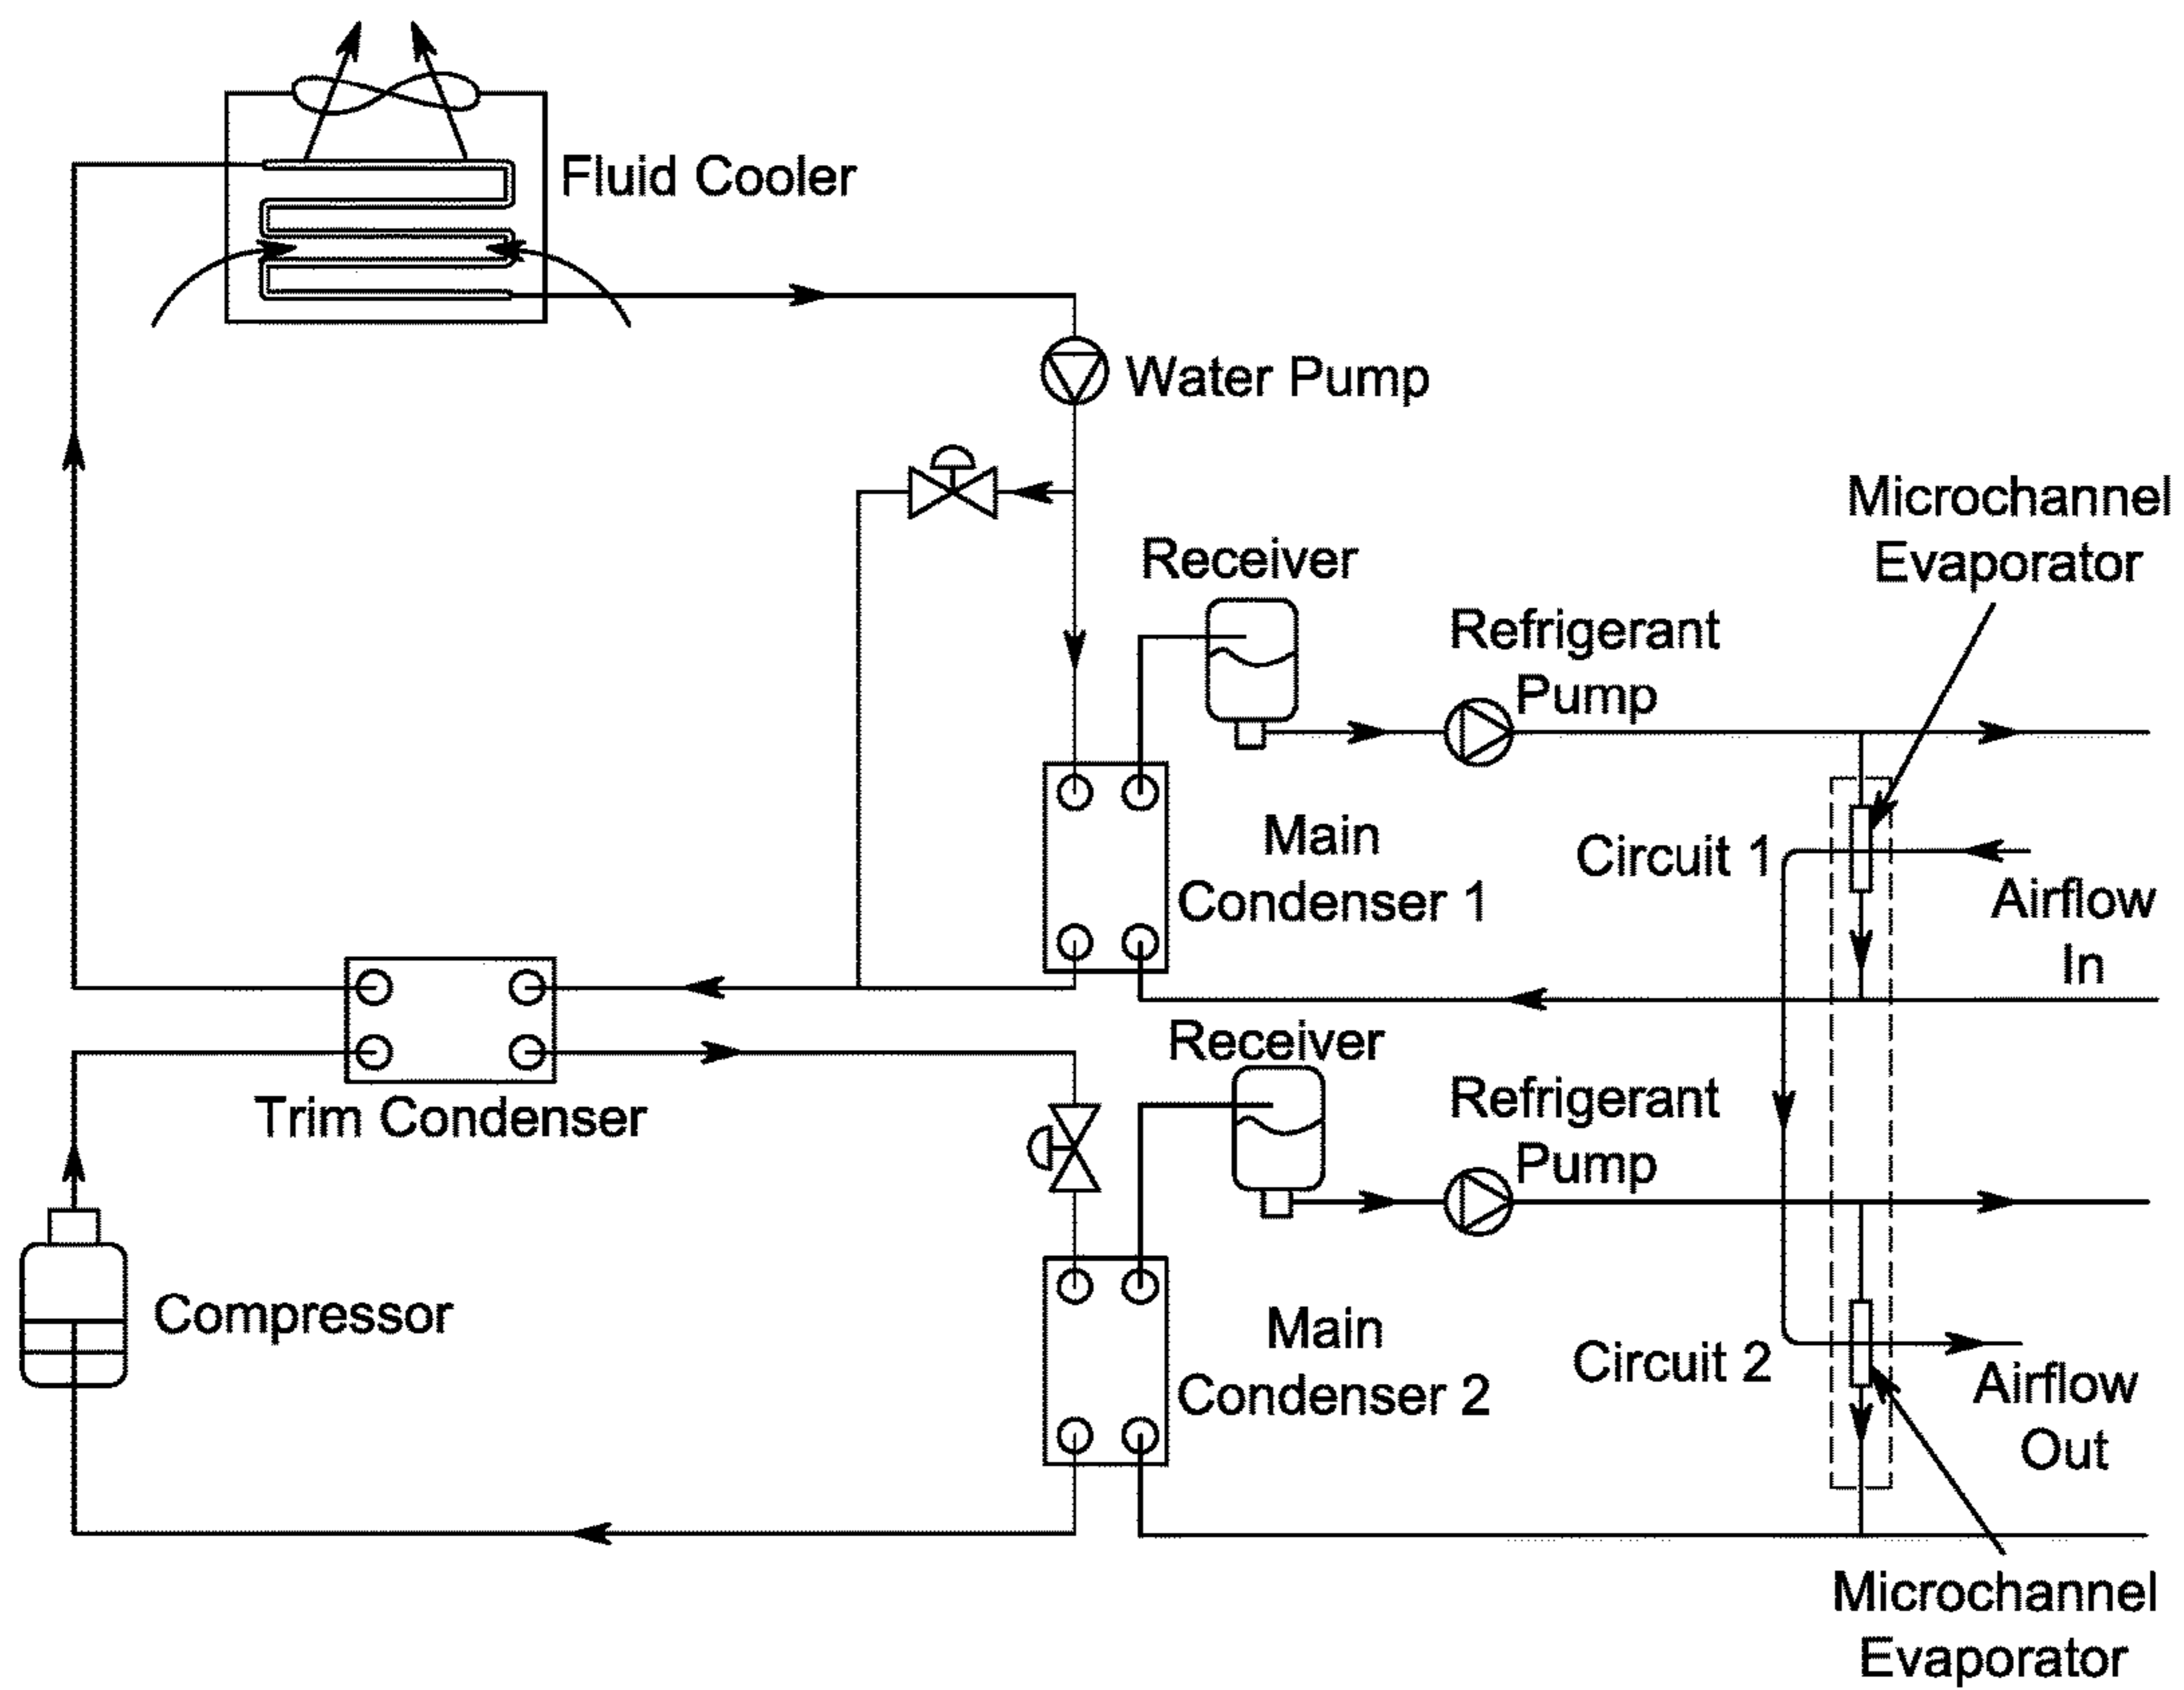 Fluid Cooler
Water Pump
Microchannel
Evaporator
Receiver
Refrigerant
Pump
Main
Condenser 1
Circuit 1
Airflow
In
Receiver
Trim Condenser
Refrigerant
Pump
Compressor
Main
Condenser 2
Circuit 2
Airflow
Out
Microchannel
Evaporator